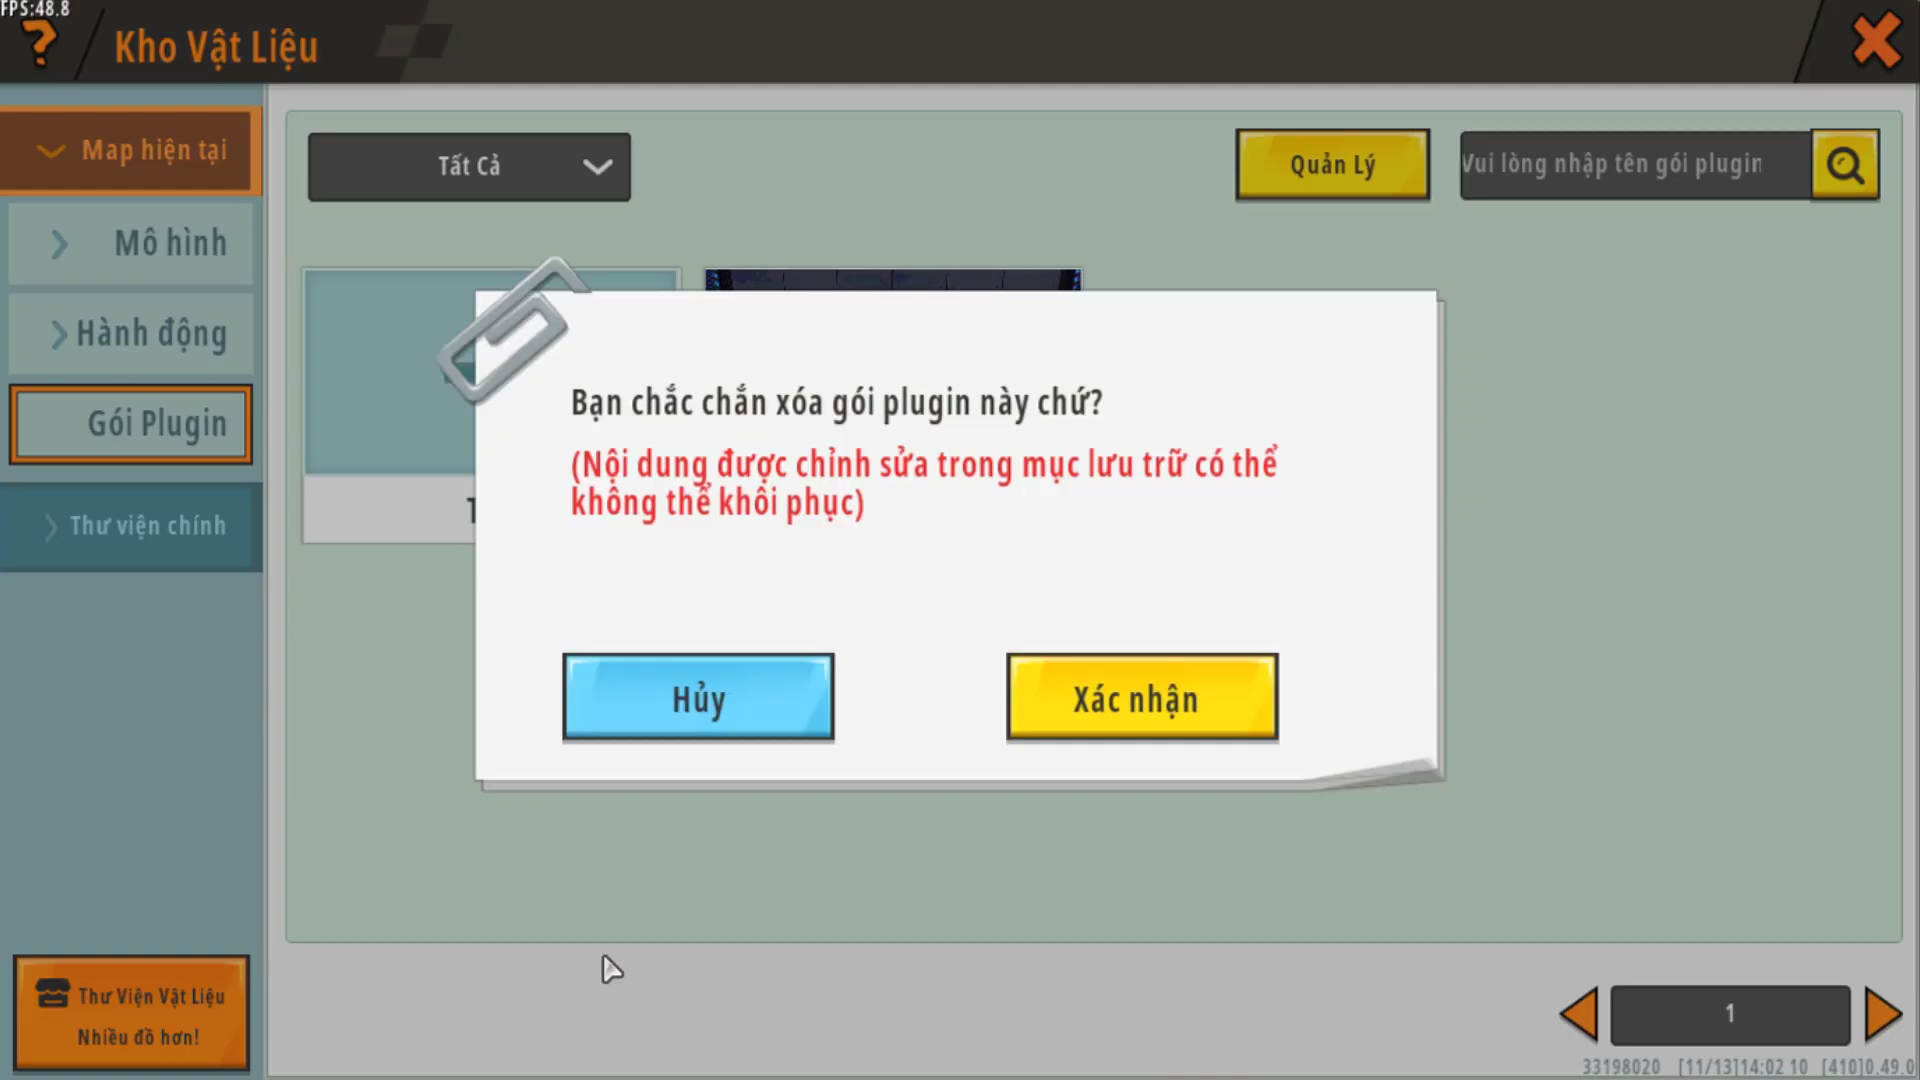 FPS:48.8
Kho Vật Liệu
Map hiện tại
Tất Cả
Quản Lý
Vui lòng nhập tên gói plugin
Mô hình
Hành động
Gói Plugin
Thư viện chính
Bạn chắc chắn xóa gói plugin này chứ?
(Nội dung được chỉnh sửa trong mục lưu trữ có thể
không thể khôi phục)
Hủy
Xác nhận
Thư Viện Vật Liệu
Nhiều đồ hơn!
1
33198020 [11/13]14:02 10 [410]0.49.0